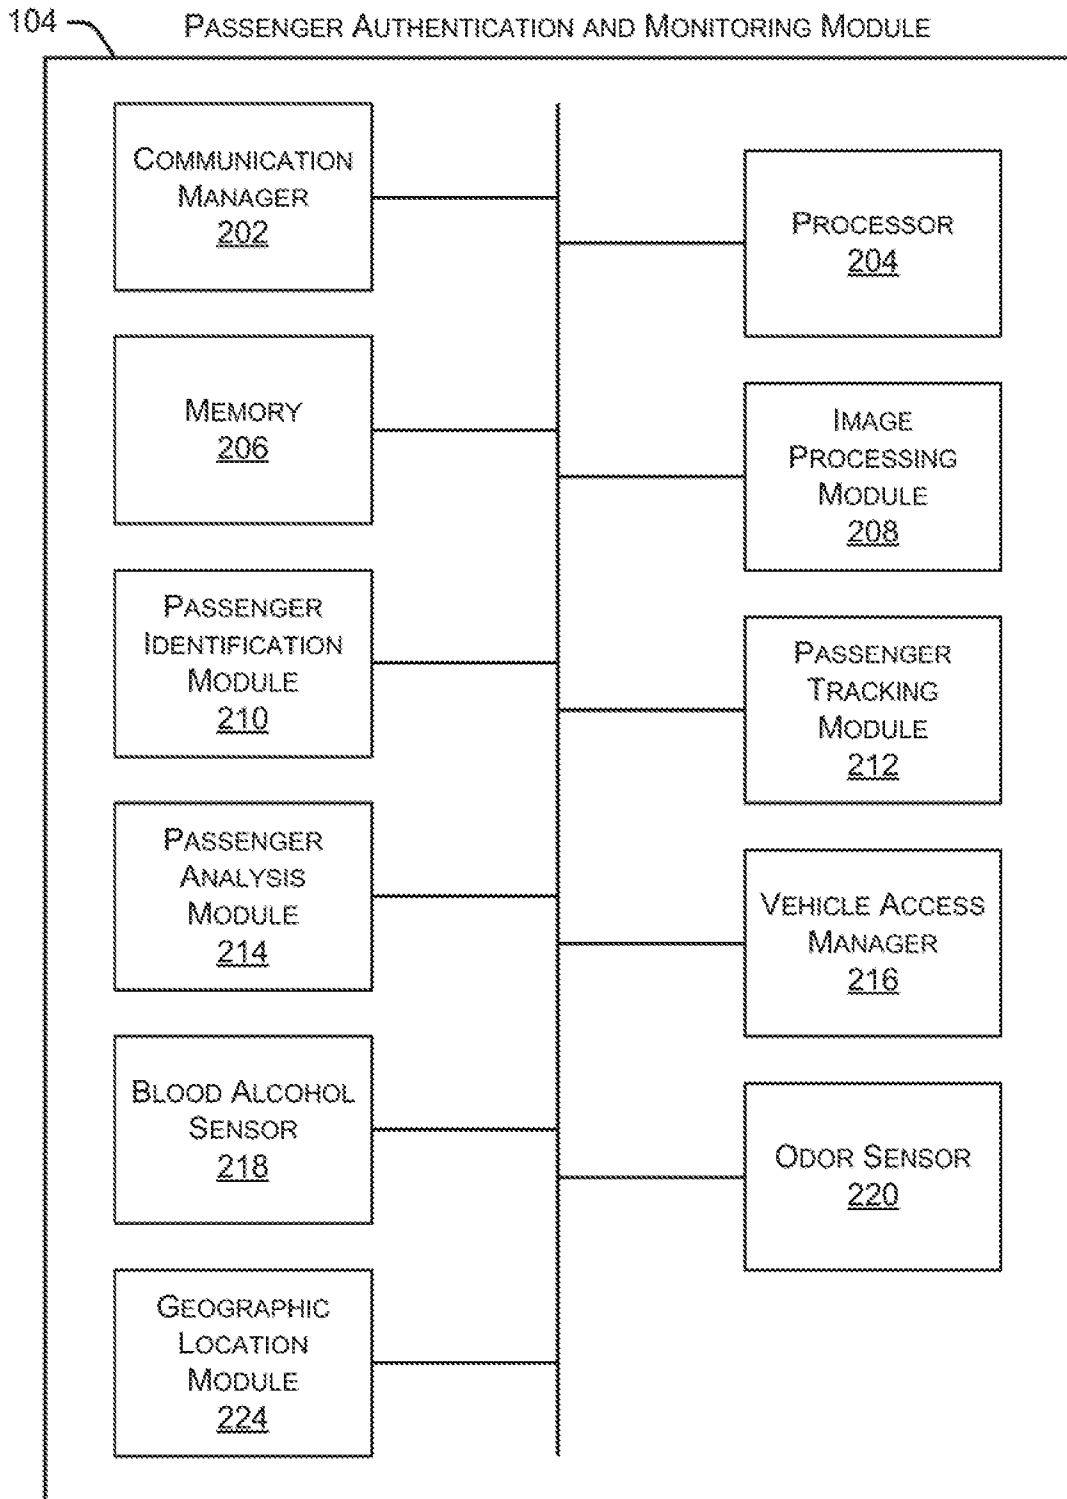 104
PASSENGER AUTHENTICATION AND MONITORING MODULE
COMMUNICATION
MANAGER
202
PROCESSOR
204
MEMORY
206
IMAGE
PROCESSING
MODULE
208
PASSENGER
IDENTIFICATION
MODULE
210
PASSENGER
TRACKING
MODULE
212
PASSENGER
ANALYSIS
MODULE
214
VEHICLE ACCESS
MANAGER
216
BLOOD ALCOHOL
SENSOR
218
ODOR SENSOR
220
GEOGRAPHIC
LOCATION
MODULE
224